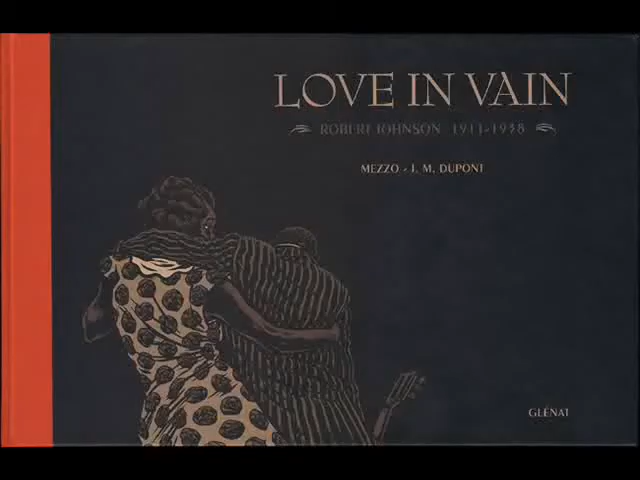 LOVE IN VAIN
ROBERT JOHNSON 1911-1938
MEZZO - J. M. DUPONT
GLÉNAT